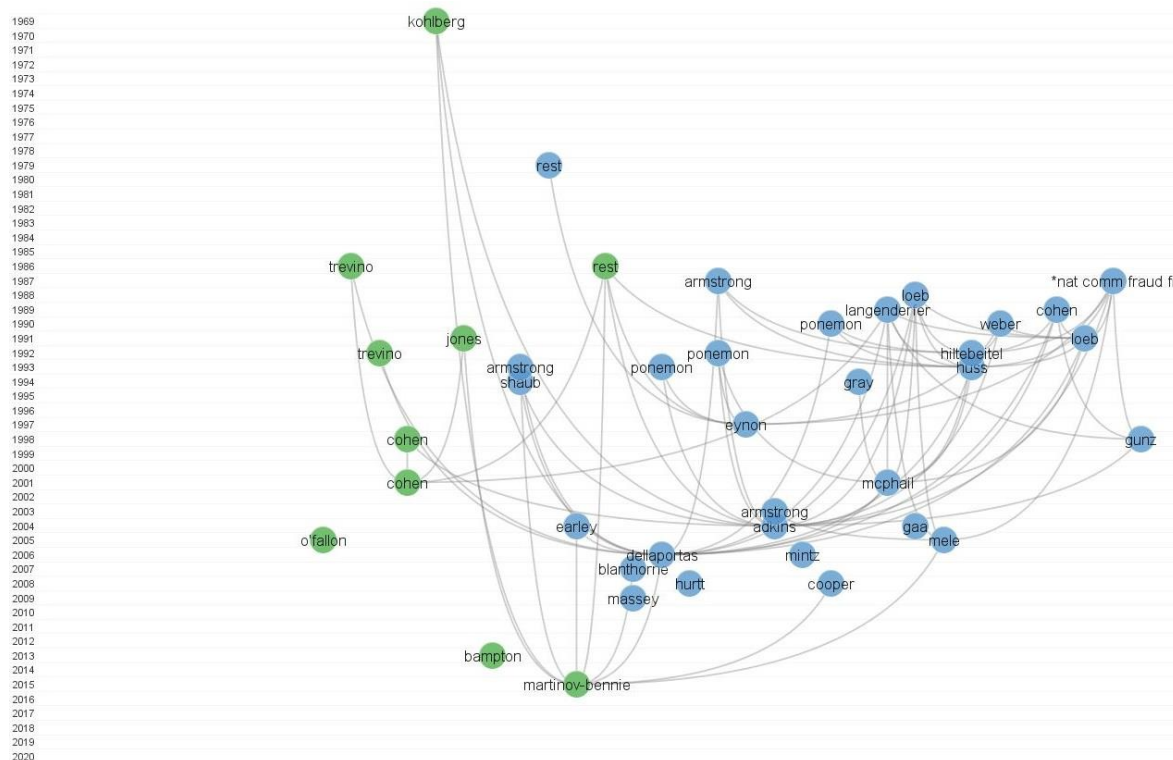 1969
kohlberg
1970
1971
1972
1973
1974
1975
1976
1977
1978
1979
rest
1980
1981
1982
1983
1984
1985
1986
trevino
rest
1987
armstrong
*nat comm fraud f
1988
loeb
1989
langenderfer
cohen
1990
ponemon
weber
1991
jones
loeb
1992
trevino
ponemon
hiltebeitel
1993
armstrong
ponemon
huss
1994
shaub
gray
1995
1996
1997
eynon
1998
cohen
gunz
1999
2000
2001
cohen
mcphail
2002
2003
armstrong
2004
earley
adkins
gaa
2005
o'fallon
mele
2006
dellaportas
mintz
2007
blanthorne
2008
hurtt
cooper
2009
massey
2010
2011
2012
2013
bampton
2014
2015
martinov-bennie
2016
2017
2018
2019
2020